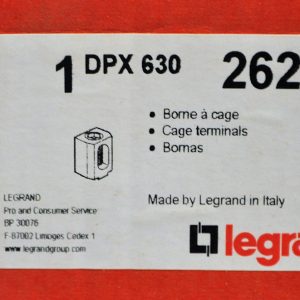 1 DPX 630 262
• Borne à cage
• Cage terminals
• Bornas
LEGRAND
Pro and Consumer Service
BP 30076
F-87002 Limoges Cedex 1
www.legrandgroup.com
Made by Legrand in Italy
legra